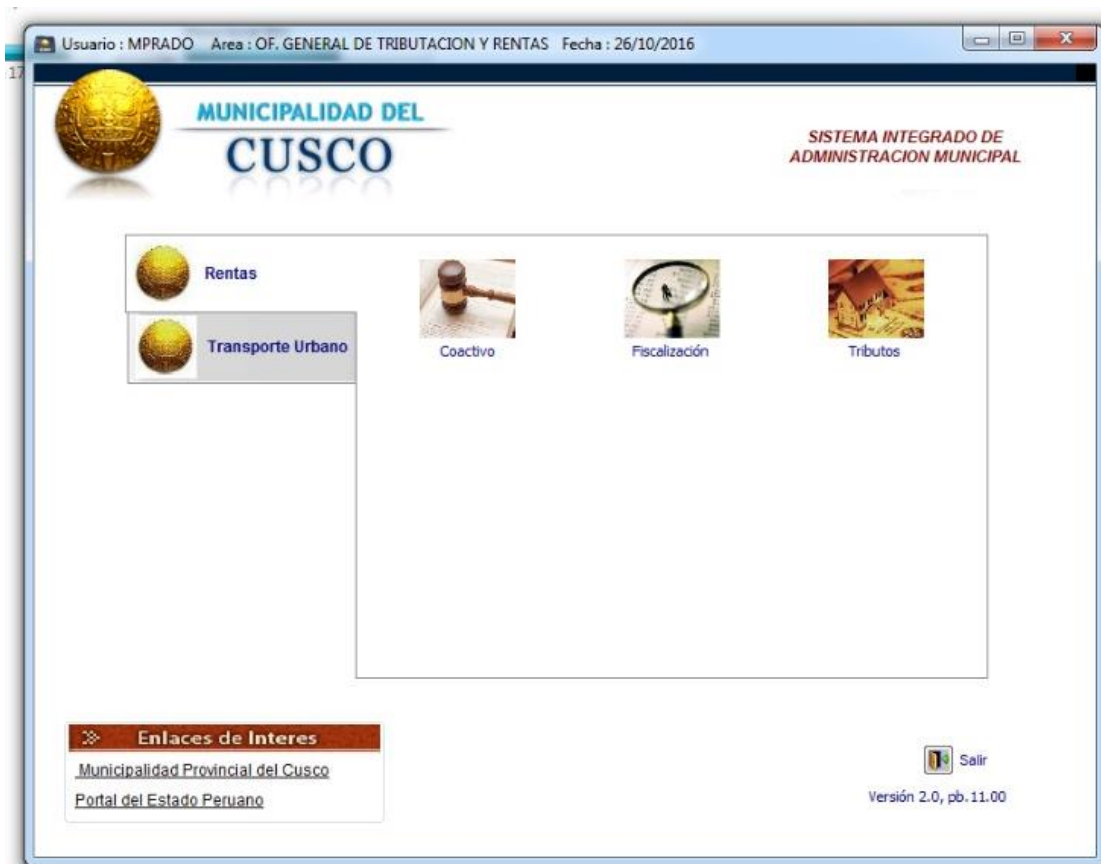 Usuario : MPRADO Area : OF. GENERAL DE TRIBUTACION Y RENTAS Fecha : 26/10/2016
17
MUNICIPALIDAD DEL
CUSCO
SISTEMA INTEGRADO DE
ADMINISTRACION MUNICIPAL
Rentas
Transporte Urbano
Coactivo
Fiscalización
Tributos
Enlaces de Interes
Municipalidad Provincial del Cusco
Portal del Estado Peruano
Salir
Versión 2.0, pb.11.00